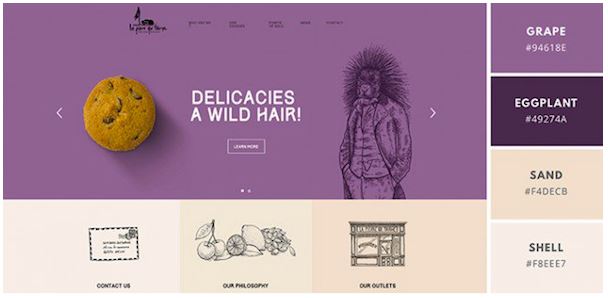 CONTACT
DELICACIES
A WILD HAIR!
LEARN MORE
CONTACT US
OUR PHILOSOPHY
OUR OUTLETS
GRAPE
#94618E
EGGPLANT
#49274A
SAND
#F4DECB
SHELL
#F8EEE7